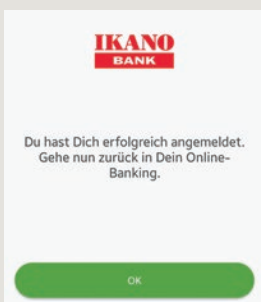 IKANO
BANK
Du hast Dich erfolgreich angemeldet.
Gehe nun zurück in Dein Online-
Banking.
OK